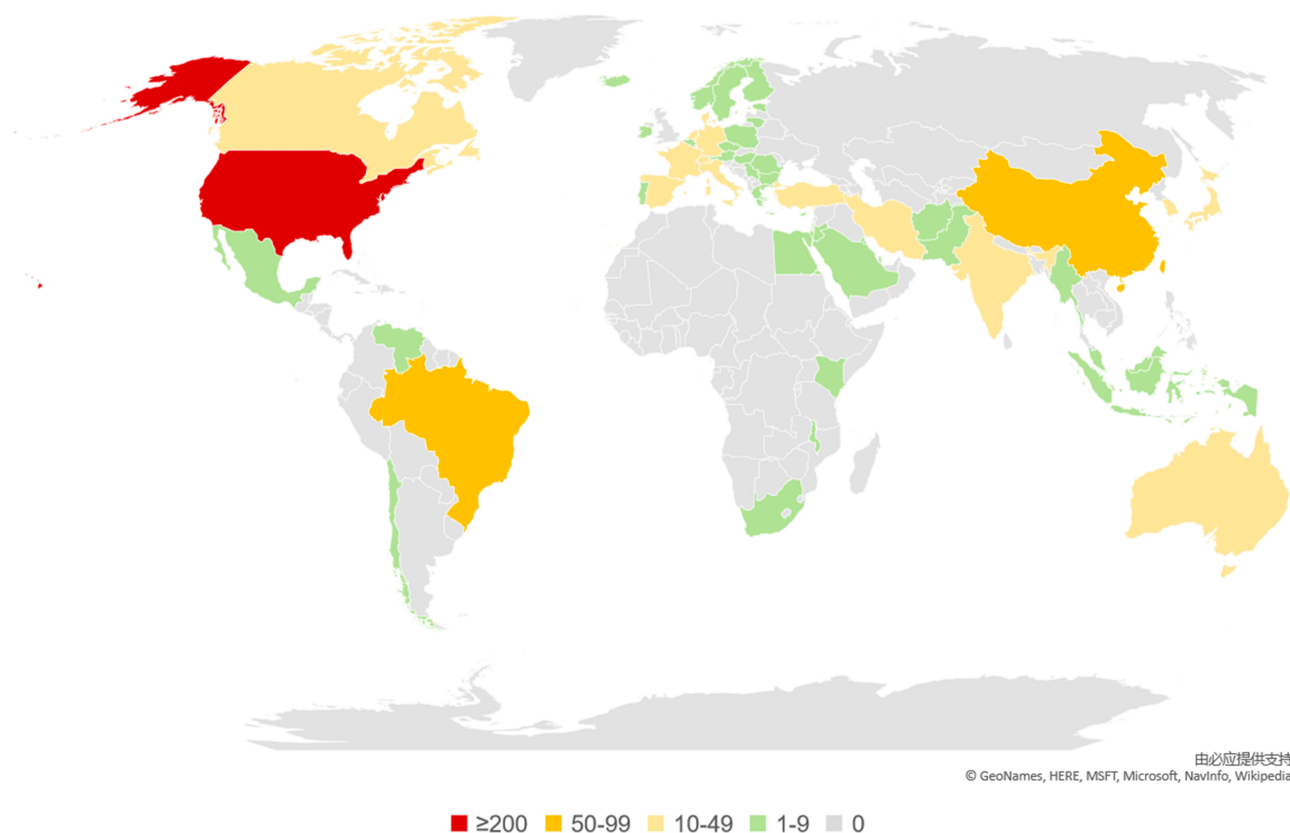 由必应提供支持
© GeoNames, HERE, MSFT, Microsoft, NavInfo, Wikipedia
≥200 50-99 10-49 1-9 0